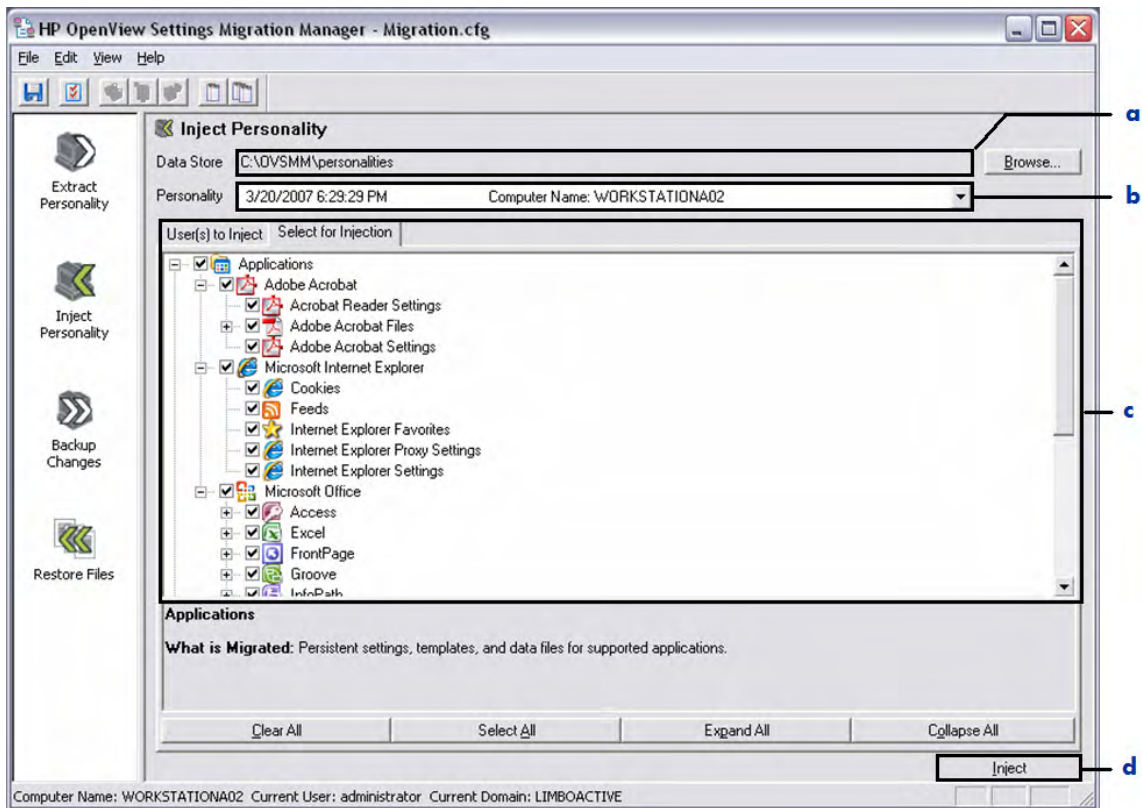 HP OpenView Settings Migration Manager - Migration.cfg
File Edit View Help
Extract
Personality
Inject
Personality
Backup
Changes
Restore Files
Inject Personality
Data Store C:\OVSMM\personalities Browse...
a
Personality 3/20/2007 6:29:29 PM Computer Name: WORKSTATIONA02
b
User(s) to Inject Select for Injection
Applications
Adobe Acrobat
Acrobat Reader Settings
Adobe Acrobat Files
Adobe Acrobat Settings
Microsoft Internet Explorer
Cookies
Feeds
Internet Explorer Favorites
Internet Explorer Proxy Settings
Internet Explorer Settings
Microsoft Office
Access
Excel
FrontPage
Groove
InfoPath
c
Applications
What is Migrated: Persistent settings, templates, and data files for supported applications.
Clear All Select All Expand All Collapse All
Inject
d
Computer Name: WORKSTATIONA02 Current User: administrator Current Domain: LIMBOACTIVE